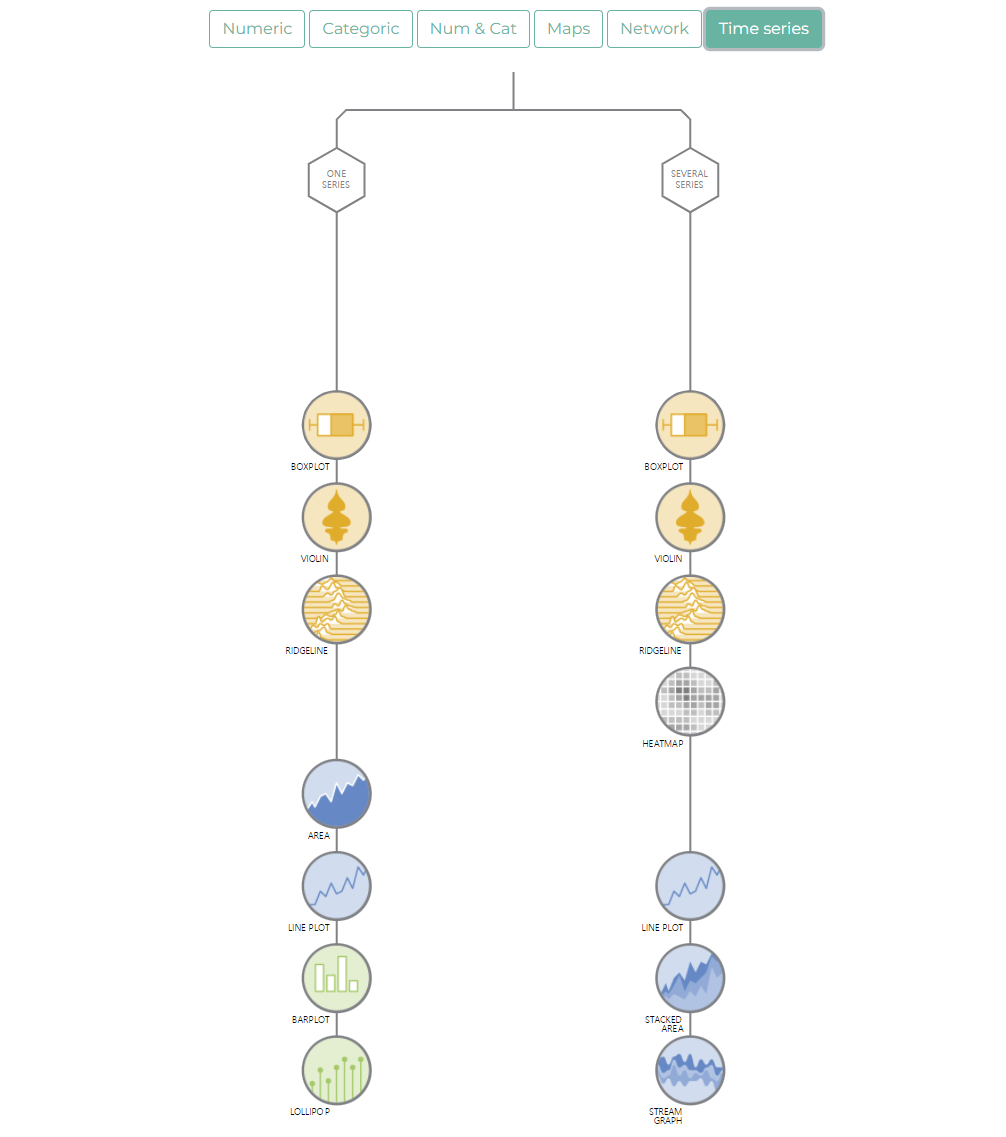 Numeric
Categoric
Num & Cat
Maps
Network
Time series
ONE
SERIES
SEVERAL
SERIES
BOXPLOT
BOXPLOT
VIOLIN
VIOLIN
RIDGELINE
RIDGELINE
HEATMAP
AREA
LINE PLOT
LINE PLOT
BARPLOT
STACKED
AREA
LOLLIPOP
STREAM
GRAPH